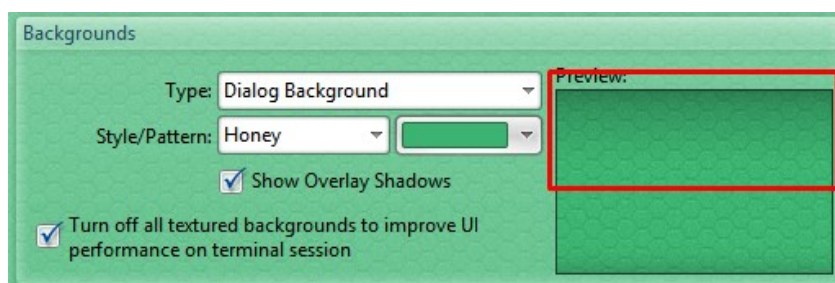 Backgrounds
Type: Dialog Background
Preview:
Style/Pattern: Honey
Show Overlay Shadows
Turn off all textured backgrounds to improve UI
performance on terminal session